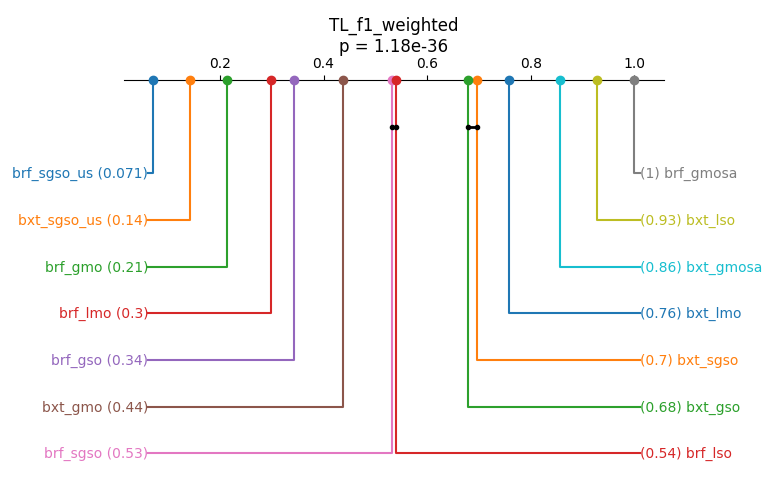 TL_f1_weighted
p = 1.18e-36
0.2 0.4 0.6 0.8 1.0
brf_sgso_us (0.071) (1) brf_gmosa
bxt_sgso_us (0.14) (0.93) bxt_lso
brf_gmo (0.21) (0.86) bxt_gmosa
brf_lmo (0.3) (0.76) bxt_lmo
brf_gso (0.34) (0.7) bxt_sgso
bxt_gmo (0.44) (0.68) bxt_gso
brf_sgso (0.53) (0.54) brf_lso